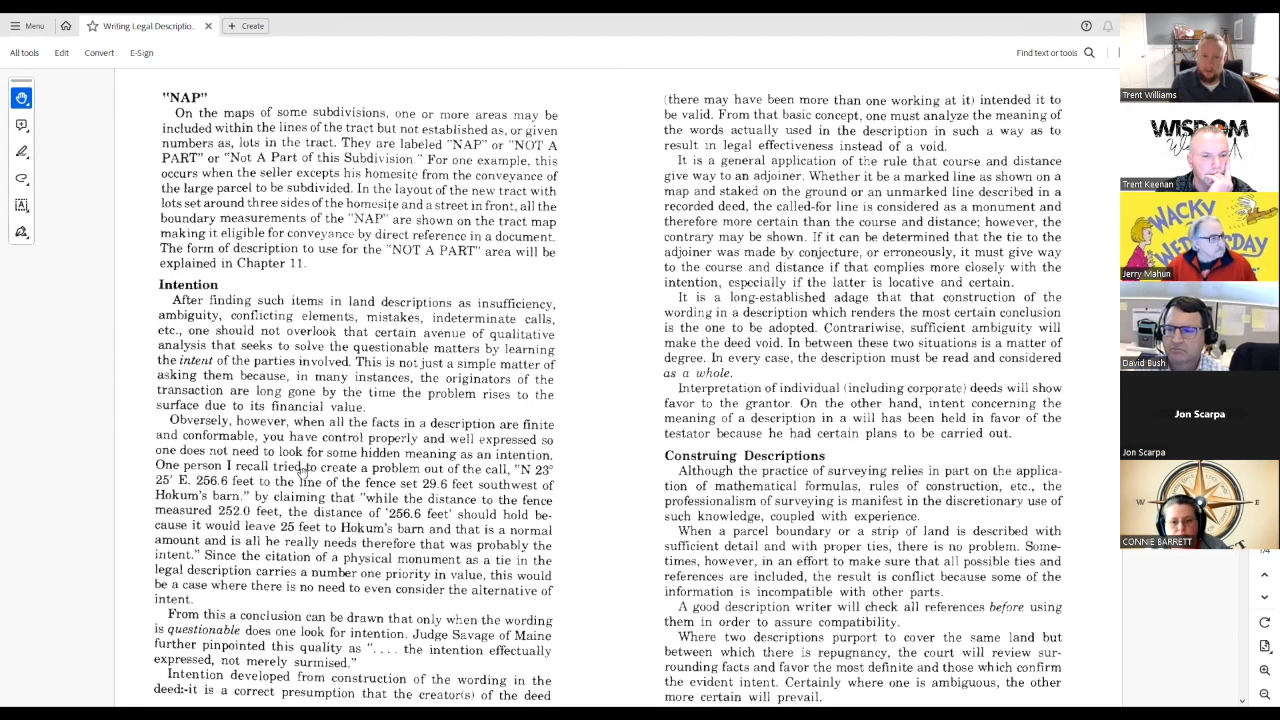 Menu
Writing Legal Descriptio...
Create
All tools
Edit
Convert
E-Sign
Find text or tools
"NAP"
On the maps of some subdivisions, one or more areas may be
included within the lines of the tract but not established as, or given
numbers as, lots in the tract. They are labeled "NAP" or "NOT A
PART" or "Not A Part of this Subdivision." For one example, this
occurs when the seller excepts his homesite from the conveyance of
the large parcel to be subdivided. In the layout of the new tract with
lots set around three sides of the homesite and a street in front, all the
boundary measurements of the "NAP" are shown on the tract map
making it eligible for conveyance by direct reference in a document.
The form of description to use for the "NOT A PART" area will be
explained in Chapter 11.
Intention
After finding such items in land descriptions as insufficiency,
ambiguity, conflicting elements, mistakes, indeterminate calls,
etc., one should not overlook that certain avenue of qualitative
analysis that seeks to solve the questionable matters by learning
the intent of the parties involved. This is not just a simple matter of
asking them because, in many instances, the originators of the
transaction are long gone by the time the problem rises to the
surface due to its financial value.
Obversely, however, when all the facts in a description are finite
and conformable, you have control properly and well expressed so
one does not need to look for some hidden meaning as an intention.
One person I recall tried to create a problem out of the call, "N 23°
25' E. 256.6 feet to the line of the fence set 29.6 feet southwest of
Hokum's barn." by claiming that "while the distance to the fence
measured 252.0 feet, the distance of '256.6 feet' should hold be-
cause it would leave 25 feet to Hokum's barn and that is a normal
amount and is all he really needs therefore that was probably the
intent." Since the citation of a physical monument as a tie in the
legal description carries a number one priority in value, this would
be a case where there is no need to even consider the alternative of
intent.
From this a conclusion can be drawn that only when the wording
is questionable does one look for intention. Judge Savage of Maine
further pinpointed this quality as ". . . . the intention effectually
expressed, not merely surmised."
Intention developed from construction of the wording in the
deed:-it is a correct presumption that the creator(s) of the deed
(there may have been more than one working at it) intended it to
be valid. From that basic concept, one must analyze the meaning of
the words actually used in the description in such a way as to
result in legal effectiveness instead of a void.
It is a general application of the rule that course and distance
give way to an adjoiner. Whether it be a marked line as shown on a
map and staked on the ground or an unmarked line described in a
recorded deed, the called-for line is considered as a monument and
therefore more certain than the course and distance; however, the
contrary may be shown. If it can be determined that the tie to the
adjoiner was made by conjecture, or erroneously, it must give way
to the course and distance if that complies more closely with the
intention, especially if the latter is locative and certain.
It is a long-established adage that that construction of the
wording in a description which renders the most certain conclusion
is the one to be adopted. Contrariwise, sufficient ambiguity will
make the deed void. In between these two situations is a matter of
degree. In every case, the description must be read and considered
as a whole.
Interpretation of individual (including corporate) deeds will show
favor to the grantor. On the other hand, intent concerning the
meaning of a description in a will has been held in favor of the
testator because he had certain plans to be carried out.
Construing Descriptions
Although the practice of surveying relies in part on the applica-
tion of mathematical formulas, rules of construction, etc., the
professionalism of surveying is manifest in the discretionary use of
such knowledge, coupled with experience.
When a parcel boundary or a strip of land is described with
sufficient detail and with proper ties, there is no problem. Some-
times, however, in an effort to make sure that all possible ties and
references are included, the result is conflict because some of the
information is incompatible with other parts.
A good description writer will check all references before using
them in order to assure compatibility.
Where two descriptions purport to cover the same land but
between which there is repugnancy, the court will review sur-
rounding facts and favor the most definite and those which confirm
the evident intent. Certainly where one is ambiguous, the other
more certain will prevail.
Trent Williams
WISDOM
Trent Keenan
WACKY
WEDNESDAY
Jerry Mahun
David Bush
Jon Scarpa
Jon Scarpa
W
E
CONNIE BARRETT